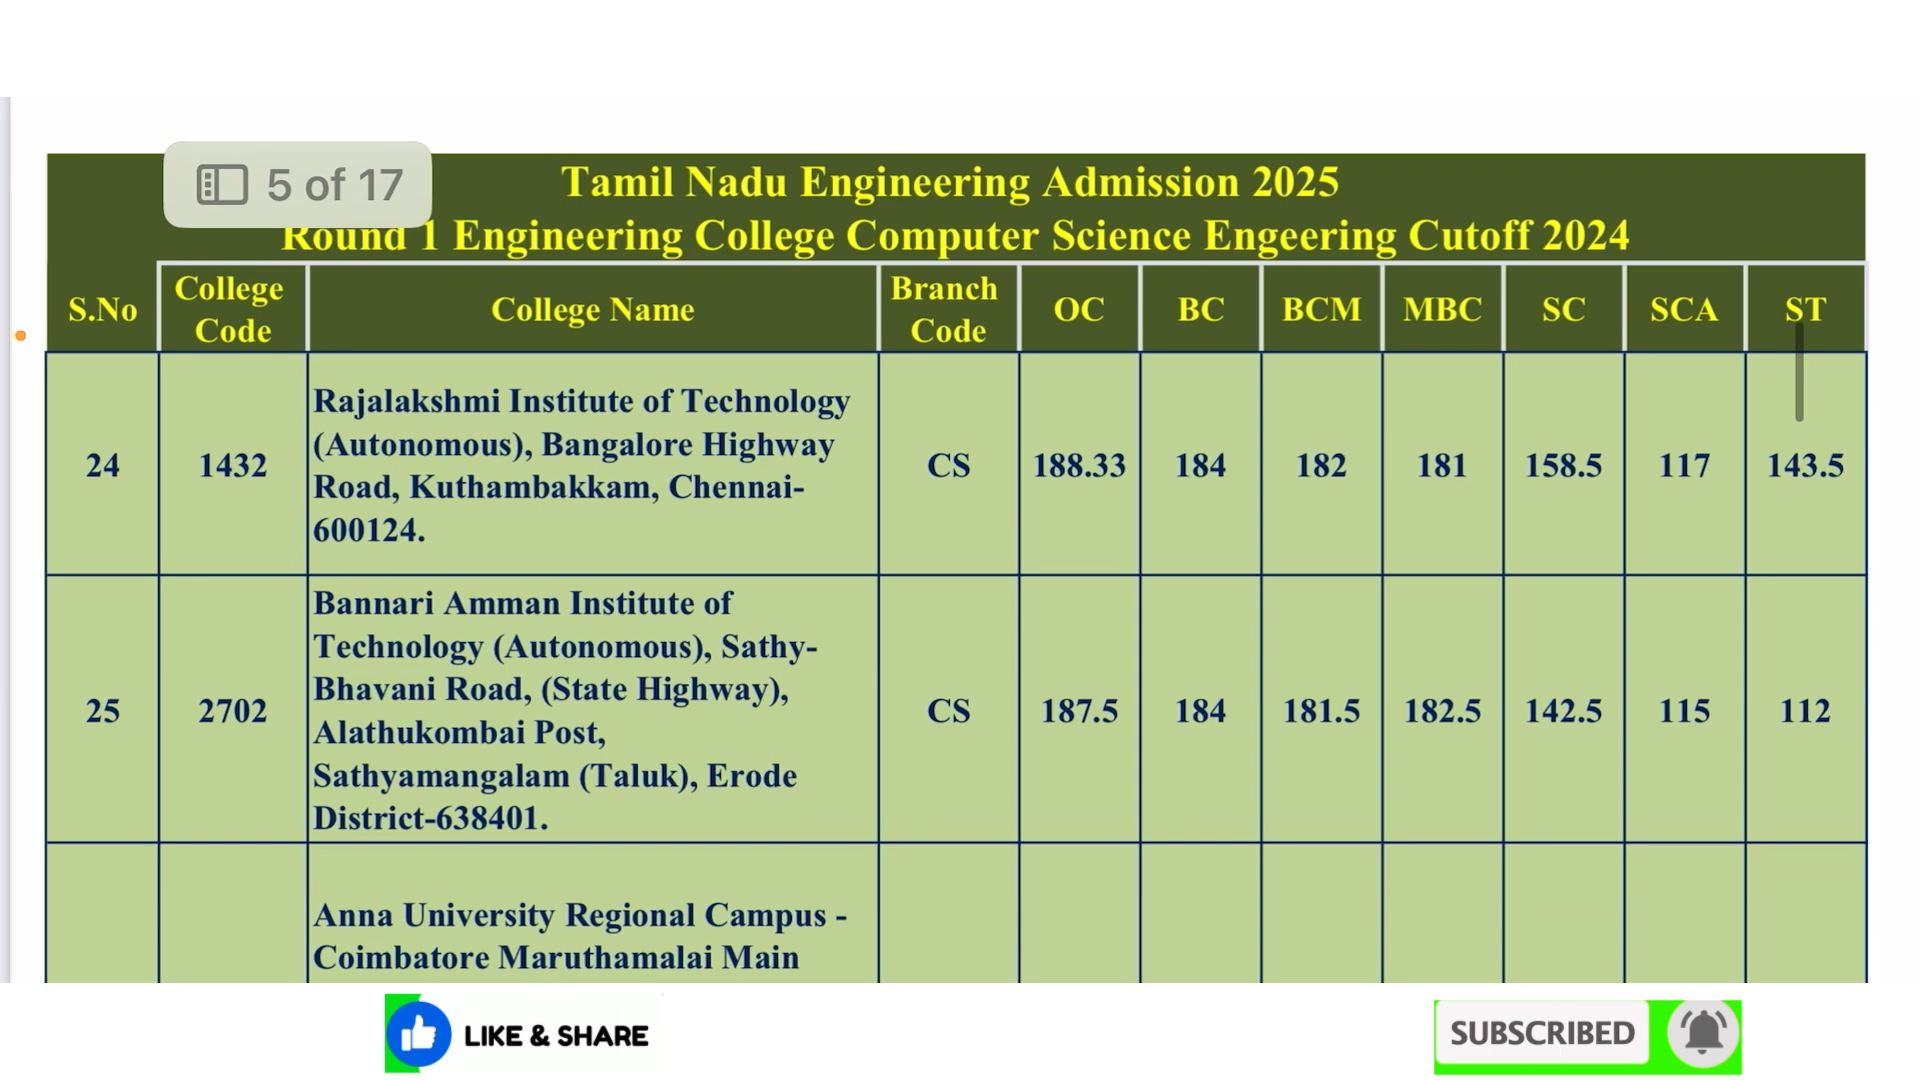 5 of 17
Tamil Nadu Engineering Admission 2025
Round 1 Engineering College Computer Science Engeering Cutoff 2024
S.No College Code College Name Branch Code OC BC BCM MBC SC SCA ST
24 1432 Rajalakshmi Institute of Technology
(Autonomous), Bangalore Highway
Road, Kuthambakkam, Chennai-
600124.
CS 188.33 184 182 181 158.5 117 143.5
25 2702 Bannari Amman Institute of
Technology (Autonomous), Sathy-
Bhavani Road, (State Highway),
Alathukombai Post,
Sathyamangalam (Taluk), Erode
District-638401.
CS 187.5 184 181.5 182.5 142.5 115 112
Anna University Regional Campus -
Coimbatore Maruthamalai Main
LIKE & SHARE
SUBSCRIBED